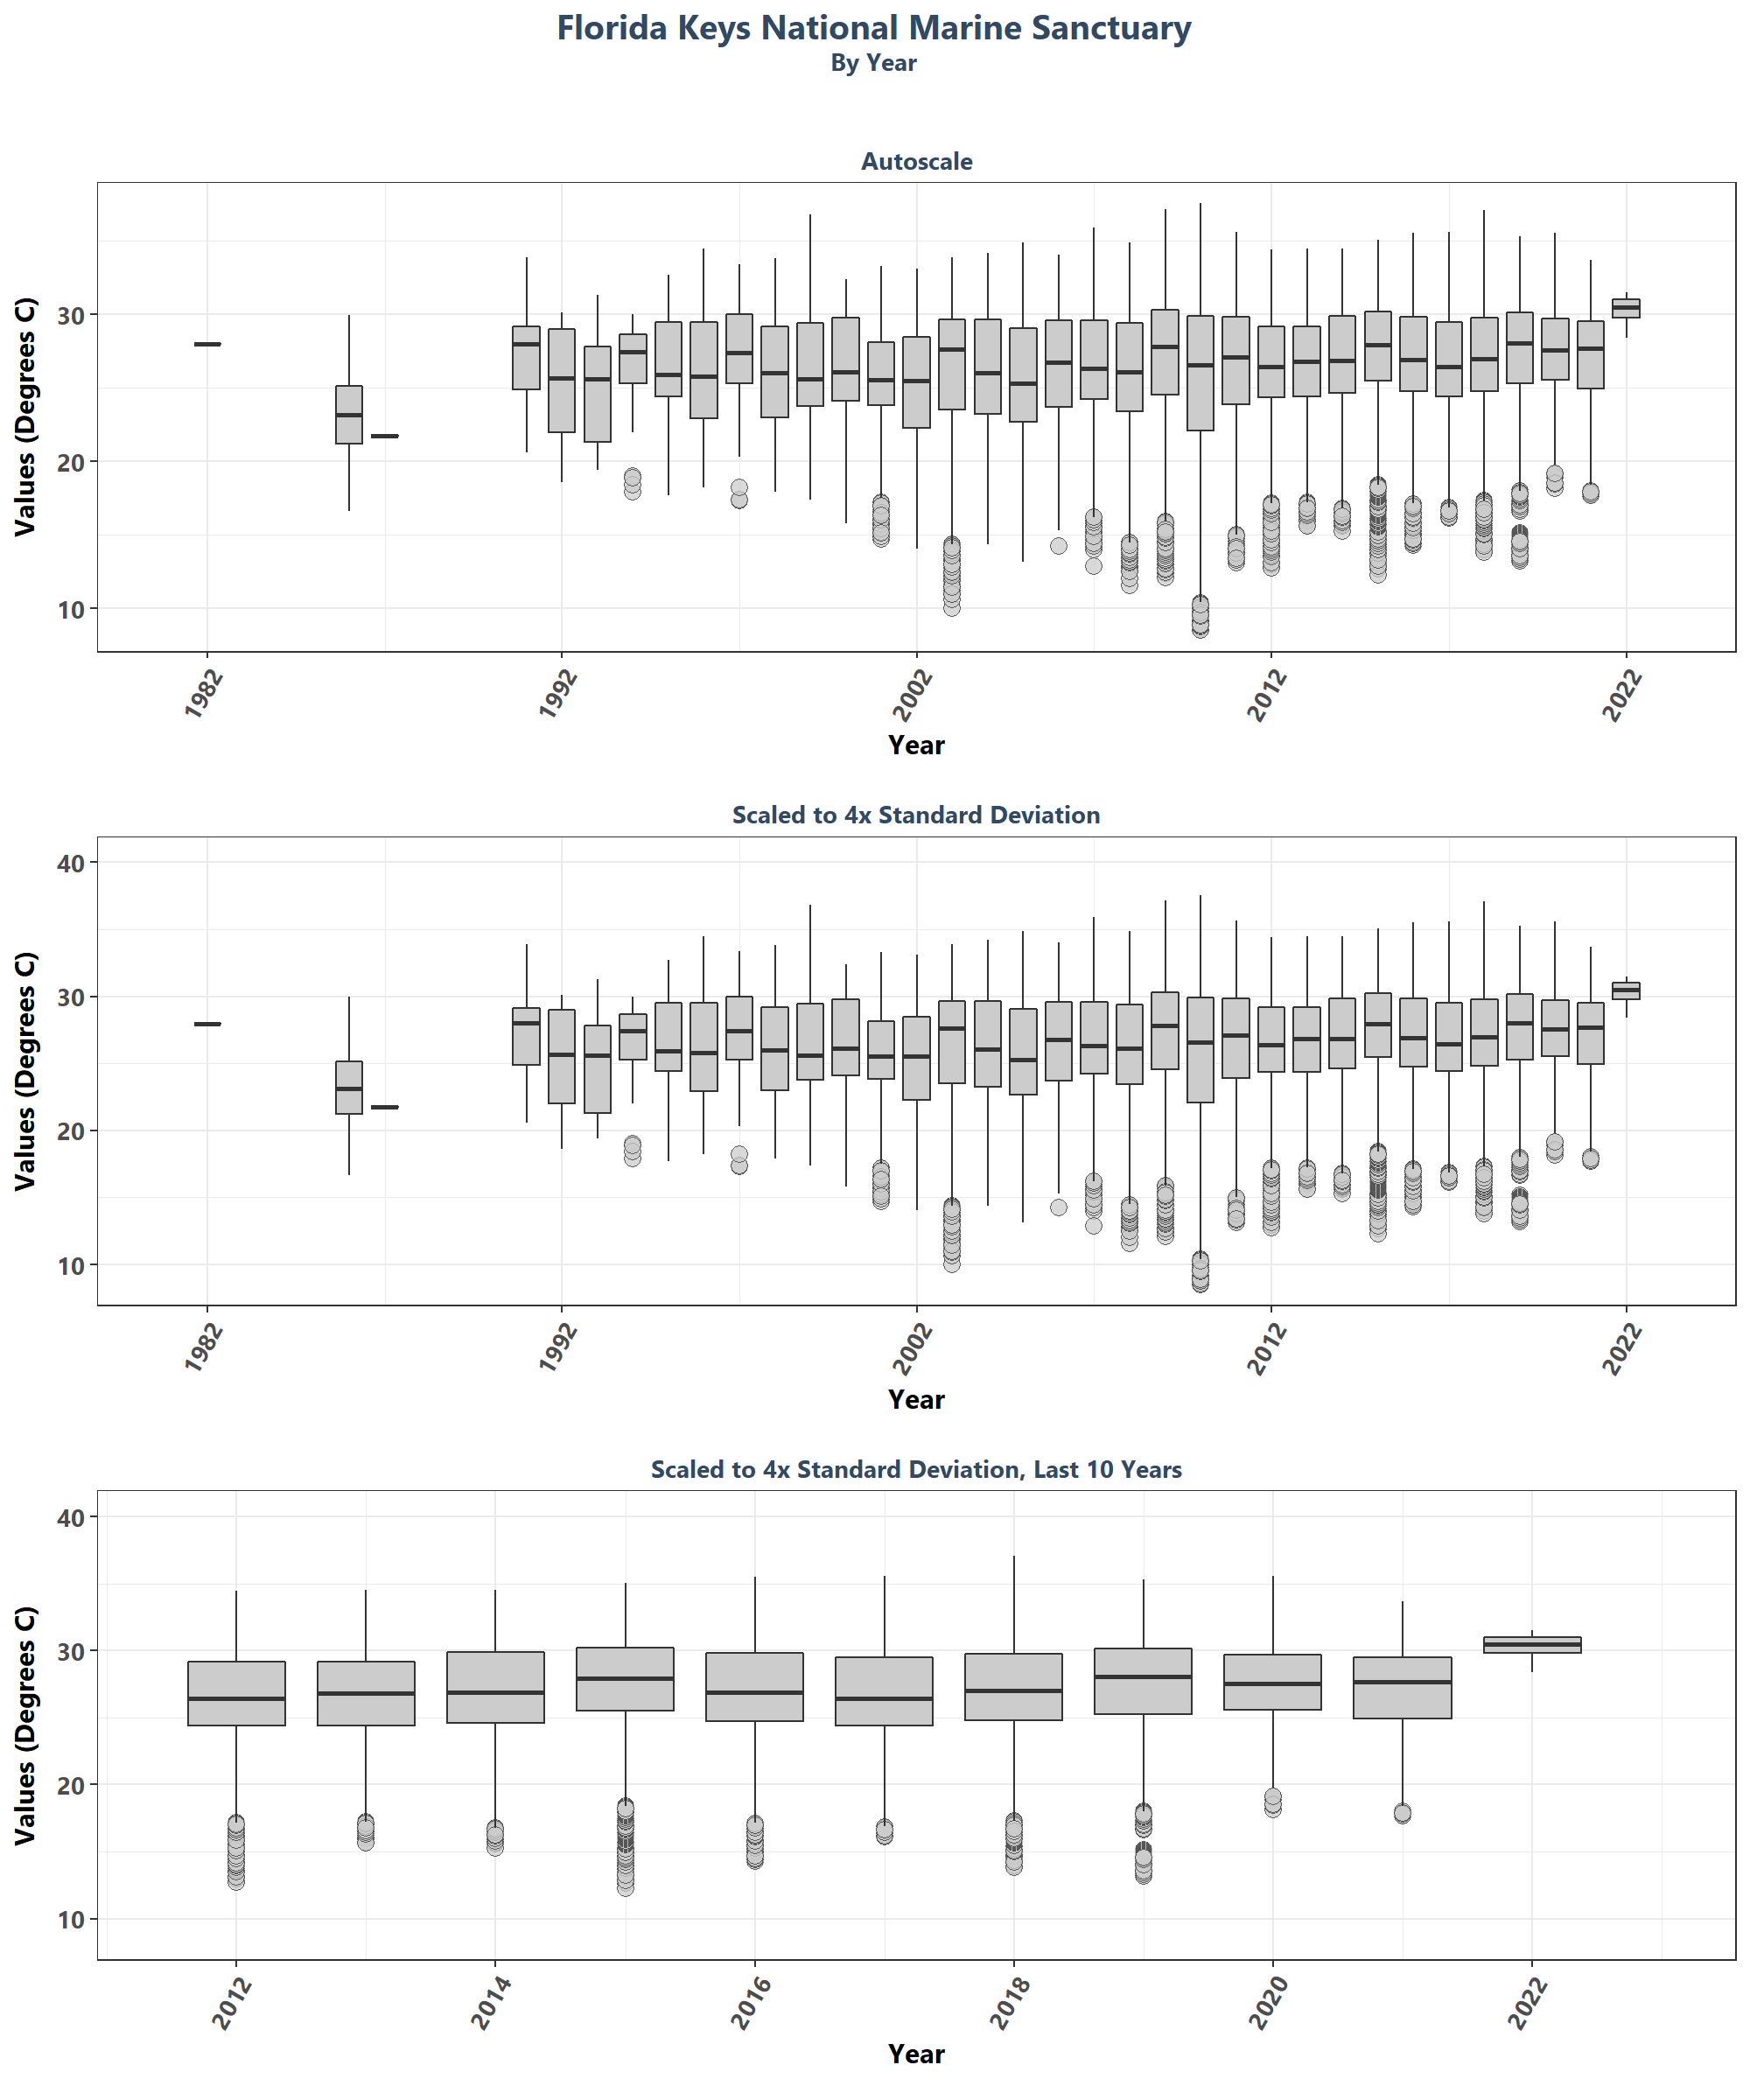 Florida Keys National Marine Sanctuary
By Year
Autoscale
Values (Degrees C)
30
20
10
1982
1992
2002
2012
2022
Year
Scaled to 4x Standard Deviation
Values (Degrees C)
40
30
20
10
1982
1992
2002
2012
2022
Year
Scaled to 4x Standard Deviation, Last 10 Years
Values (Degrees C)
40
30
20
10
2012
2014
2016
2018
2020
2022
Year